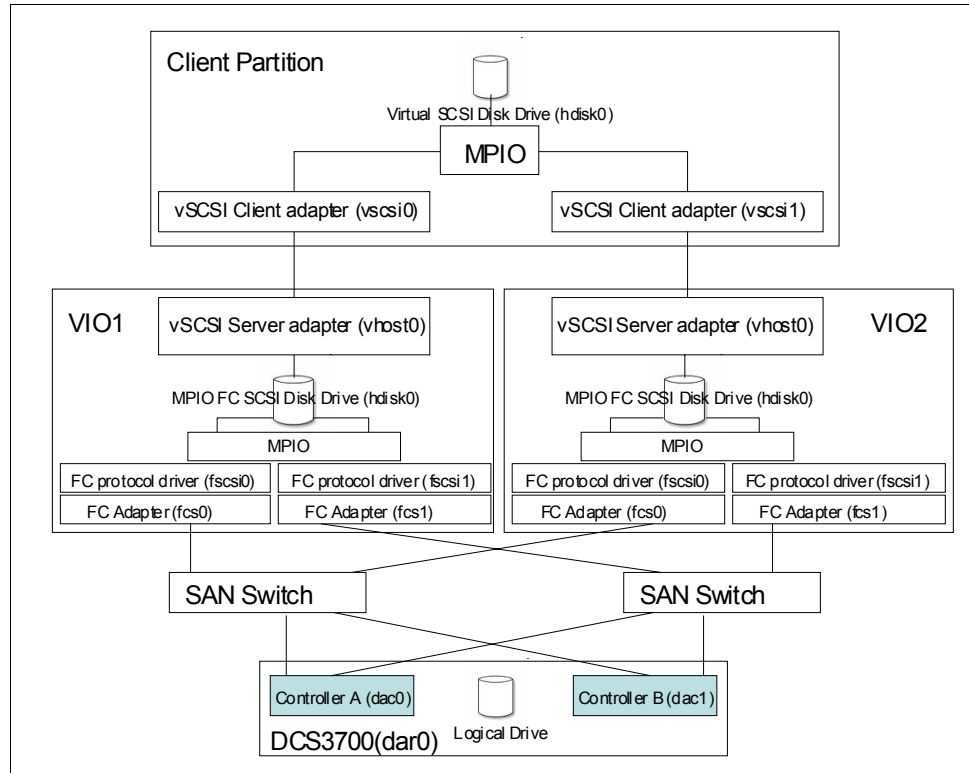 Client Partition
Virtual SCSI Disk Drive (hdisk0)
MPIO
vSCSI Client adapter (vscsi0)
vSCSI Client adapter (vscsi1)
VIO1
vSCSI Server adapter (vhost0)
vSCSI Server adapter (vhost0)
VIO2
MPIO FC SCSI Disk Drive (hdisk0)
MPIO FC SCSI Disk Drive (hdisk0)
MPIO
MPIO
FC protocol driver (fscsi0)
FC protocol driver (fscsi1)
FC protocol driver (fscsi0)
FC protocol driver (fscsi1)
FC Adapter (fcs0)
FC Adapter (fcs1)
FC Adapter (fcs0)
FC Adapter (fcs1)
SAN Switch
SAN Switch
Controller A (dac0)
Controller B (dac1)
Logical Drive
DCS3700(dar0)